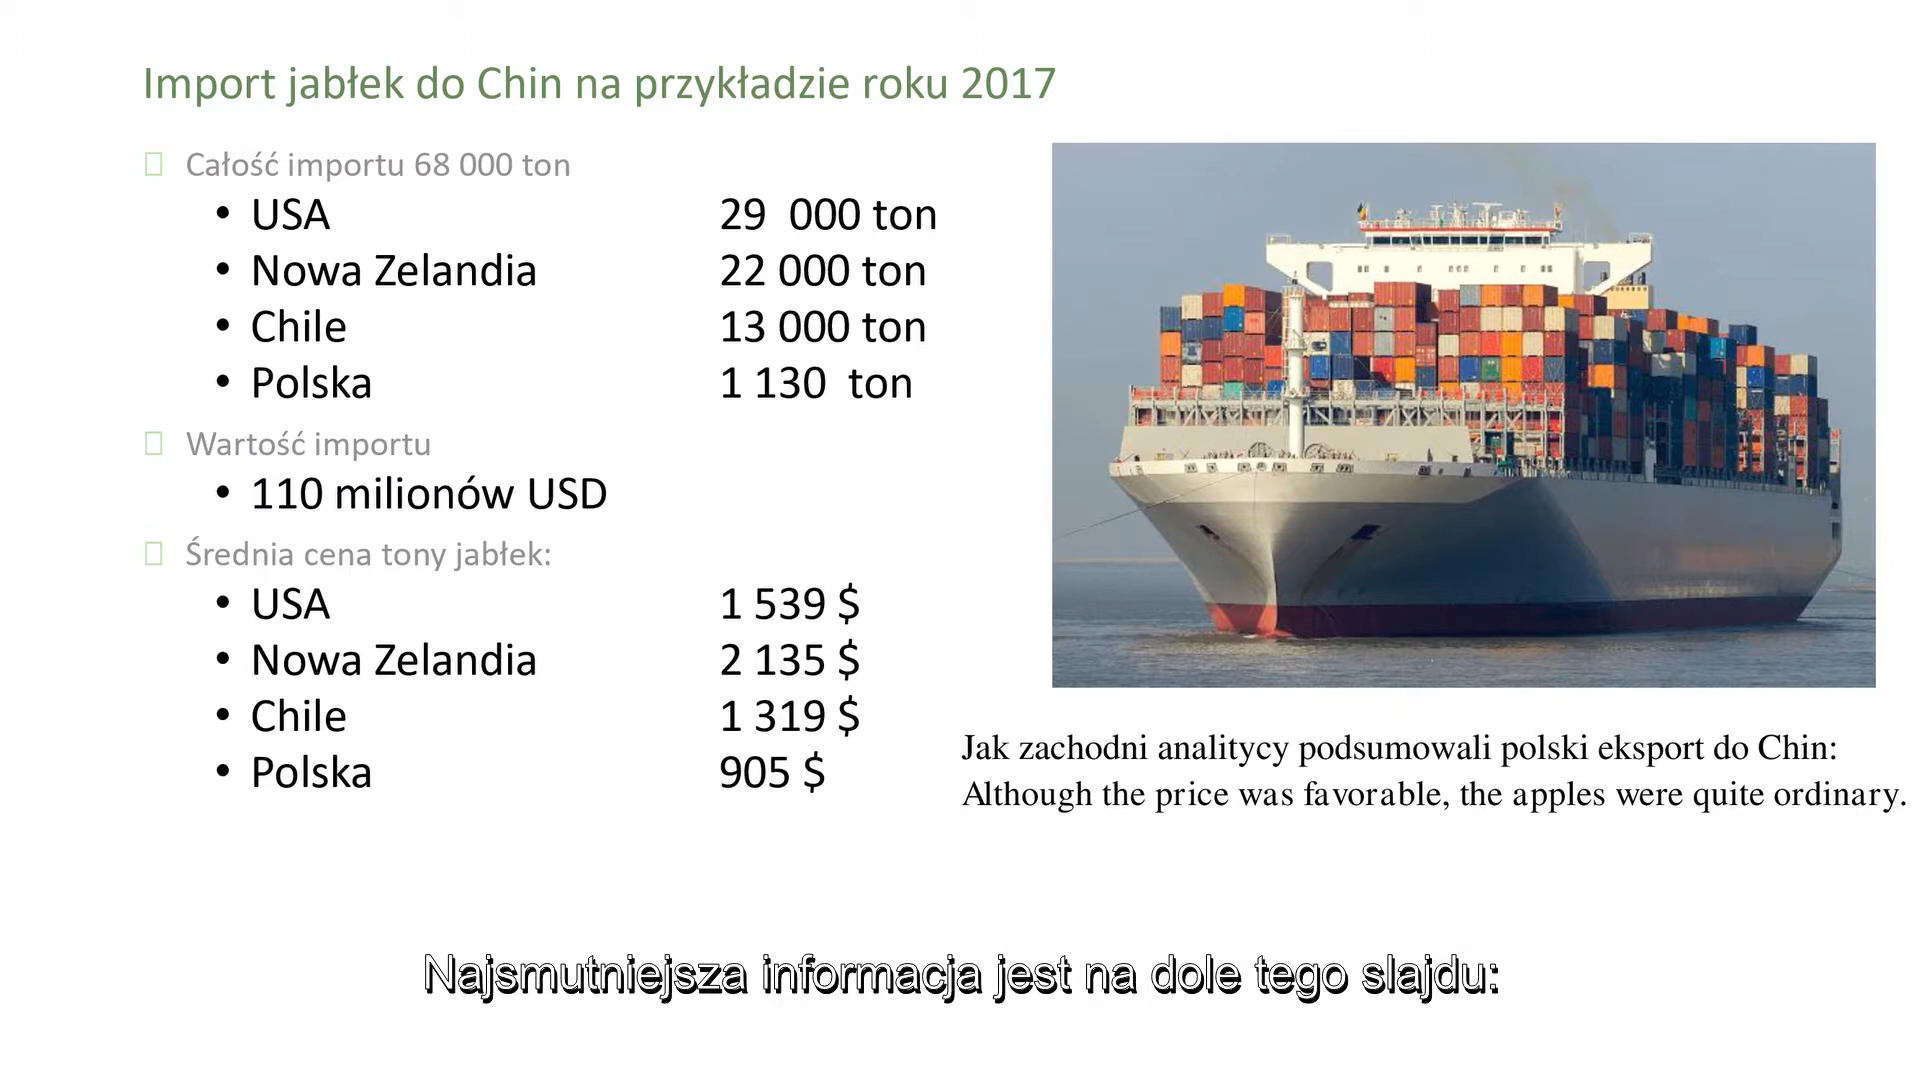 Import jabłek do Chin na przykładzie roku 2017
Całość importu 68 000 ton
• USA 29 000 ton
• Nowa Zelandia 22 000 ton
• Chile 13 000 ton
• Polska 1 130 ton
Wartość importu
• 110 milionów USD
Średnia cena tony jabłek:
• USA 1 539 $
• Nowa Zelandia 2 135 $
• Chile 1 319 $
• Polska 905 $
Jak zachodni analitycy podsumowali polski eksport do Chin:
Although the price was favorable, the apples were quite ordinary.
Najsmutniejsza informacja jest na dole tego slajdu: